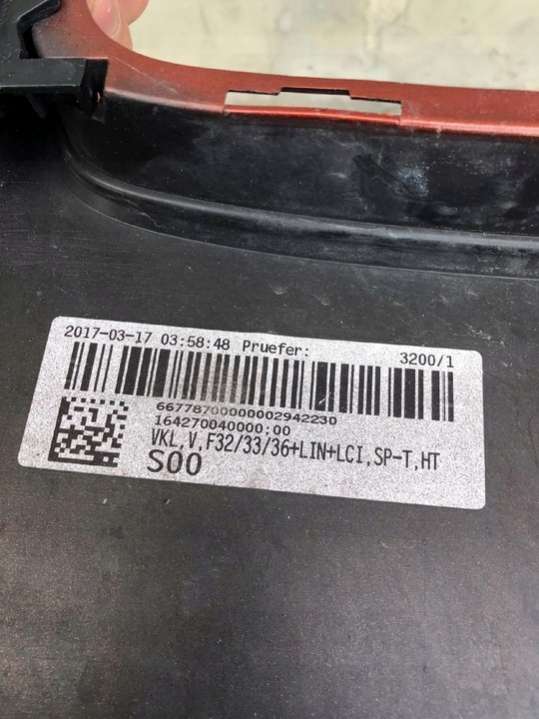 2017-03-17 03:58:48 Pruefer: 3200/1
66778700000002942230
164270040000;00
VKL,V,F32/33/36+LIN+LCI,SP-T,HT
S00